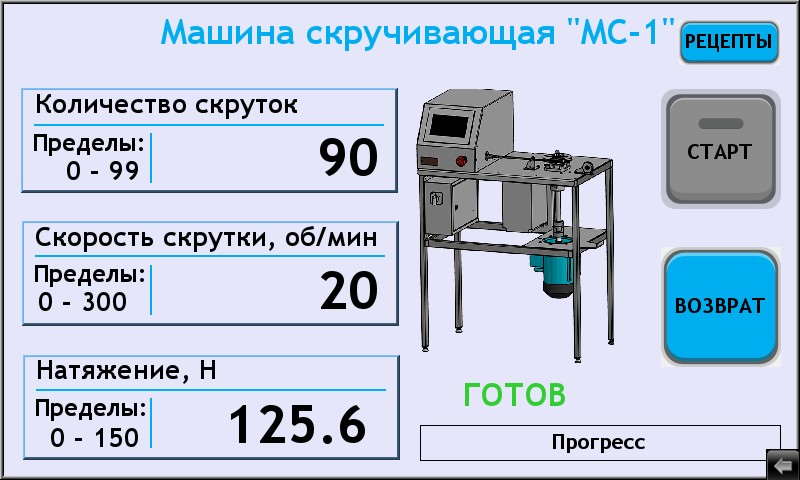 Машина скручивающая "МС-1"
РЕЦЕПТЫ
Количество скруток
Пределы:
0 - 99
90
СТАРТ
Скорость скрутки, об/мин
Пределы:
0 - 300
20
ВОЗВРАТ
Натяжение, Н
Пределы:
0 - 150
125.6
ГОТОВ
Прогресс